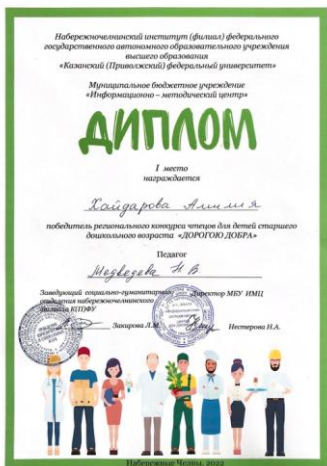 Набережночелнинский институт (филиал) федерального
государственного автономного образовательного учреждения
высшего образования
«Казанский (Приволжский) федеральный университет»
Муниципальное бюджетное учреждение
«Информационно – методический центр»
ДИПЛОМ
I место
награждается
Хайдарова Амилия
победитель регионального конкурса чтецов для детей старшего
дошкольного возраста «ДОРОГОЮ ДОБРА»
Педагог
Медведева Н В
Заведующий социально-гуманитарным
отделения набережночелнинского
филиала К(П)ФУ
Директор МБУ ИМЦ
Закирова Л.М.
Нестерова Н.А.
Набережные Челны, 2022